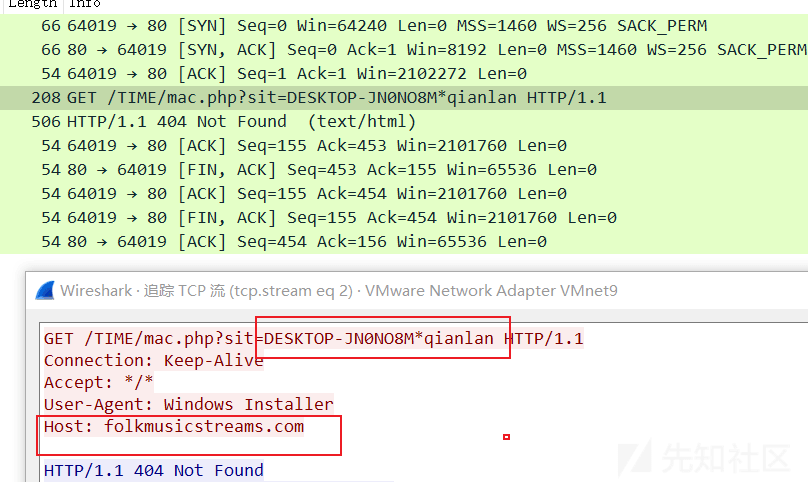 Length Info
66 64019 → 80 [SYN] Seq=0 Win=64240 Len=0 MSS=1460 WS=256 SACK_PERM
66 80 → 64019 [SYN, ACK] Seq=0 Ack=1 Win=8192 Len=0 MSS=1460 WS=256 SACK_PERM
54 64019 → 80 [ACK] Seq=1 Ack=1 Win=2102272 Len=0
208 GET /TIME/mac.php?sit=DESKTOP-JN0NO8M*qianlan HTTP/1.1
506 HTTP/1.1 404 Not Found (text/html)
54 64019 → 80 [ACK] Seq=155 Ack=453 Win=2101760 Len=0
54 80 → 64019 [FIN, ACK] Seq=453 Ack=155 Win=65536 Len=0
54 64019 → 80 [ACK] Seq=155 Ack=454 Win=2101760 Len=0
54 64019 → 80 [FIN, ACK] Seq=155 Ack=454 Win=2101760 Len=0
54 80 → 64019 [ACK] Seq=454 Ack=156 Win=65536 Len=0
Wireshark · 追踪 TCP 流 (tcp.stream eq 2) · VMware Network Adapter VMnet9
GET /TIME/mac.php?sit=DESKTOP-JN0NO8M*qianlan HTTP/1.1
Connection: Keep-Alive
Accept: */*
User-Agent: Windows Installer
Host: folkmusicstreams.com
HTTP/1.1 404 Not Found
先知社区